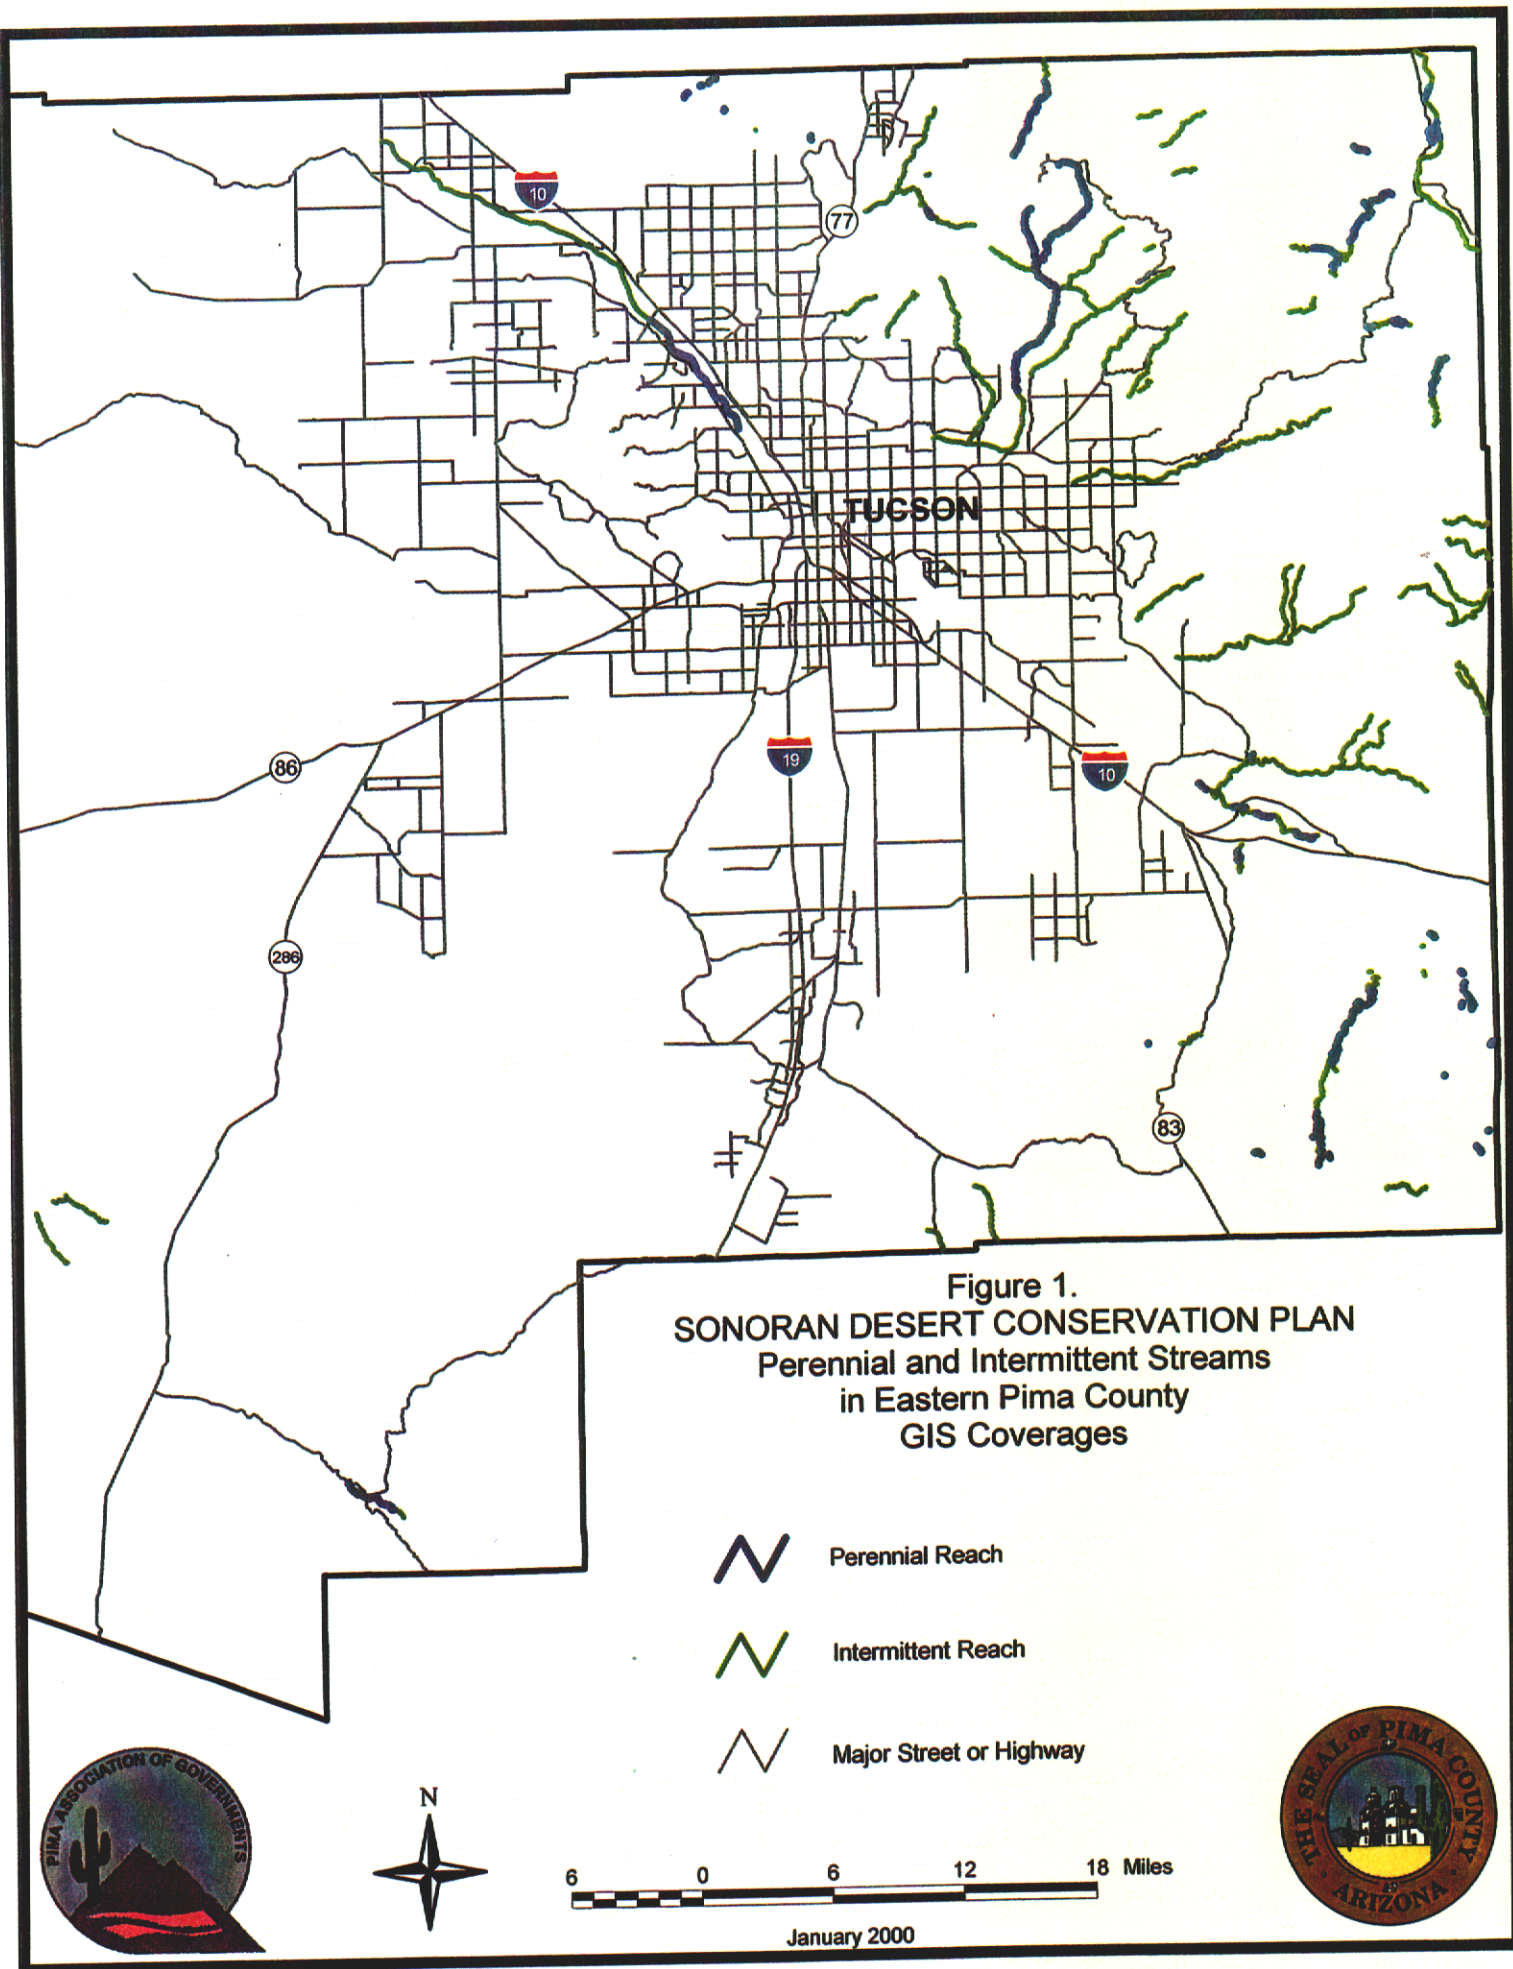 10
77
TUCSON
19
10
86
286
83
Figure 1.
SONORAN DESERT CONSERVATION PLAN
Perennial and Intermittent Streams
in Eastern Pima County
GIS Coverages
Perennial Reach
Intermittent Reach
Major Street or Highway
PIMA ASSOCIATION OF GOVERNMENTS
N
6 0 6 12 18 Miles
January 2000
THE SEAL OF PIMA COUNTY
ARIZONA